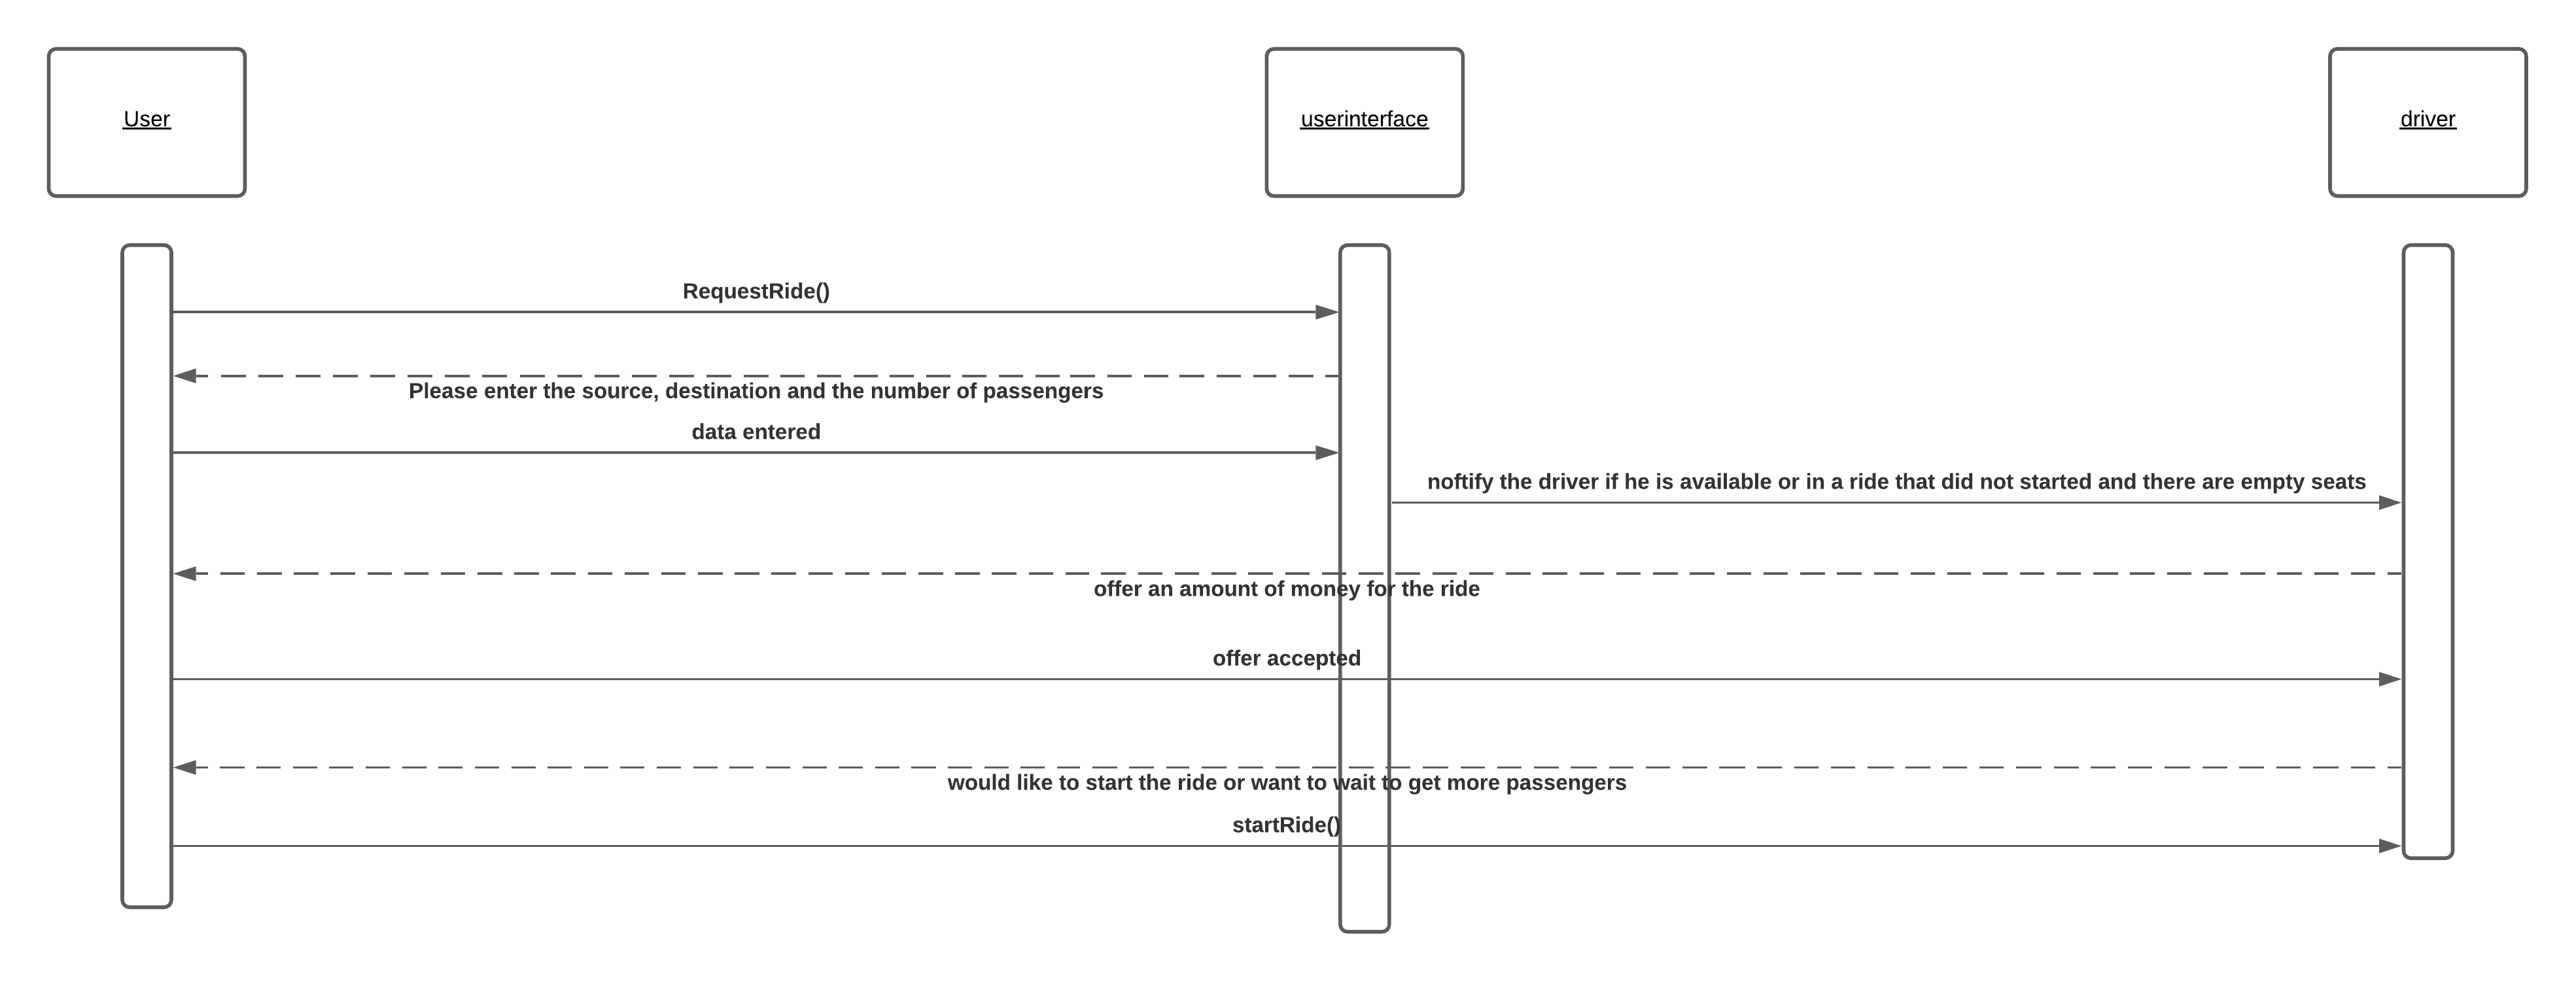 User
userinterface
driver
RequestRide()
Please enter the source, destination and the number of passengers
data entered
noftify the driver if he is available or in a ride that did not started and there are empty seats
offer an amount of money for the ride
offer accepted
would like to start the ride or want to wait to get more passengers
startRide()